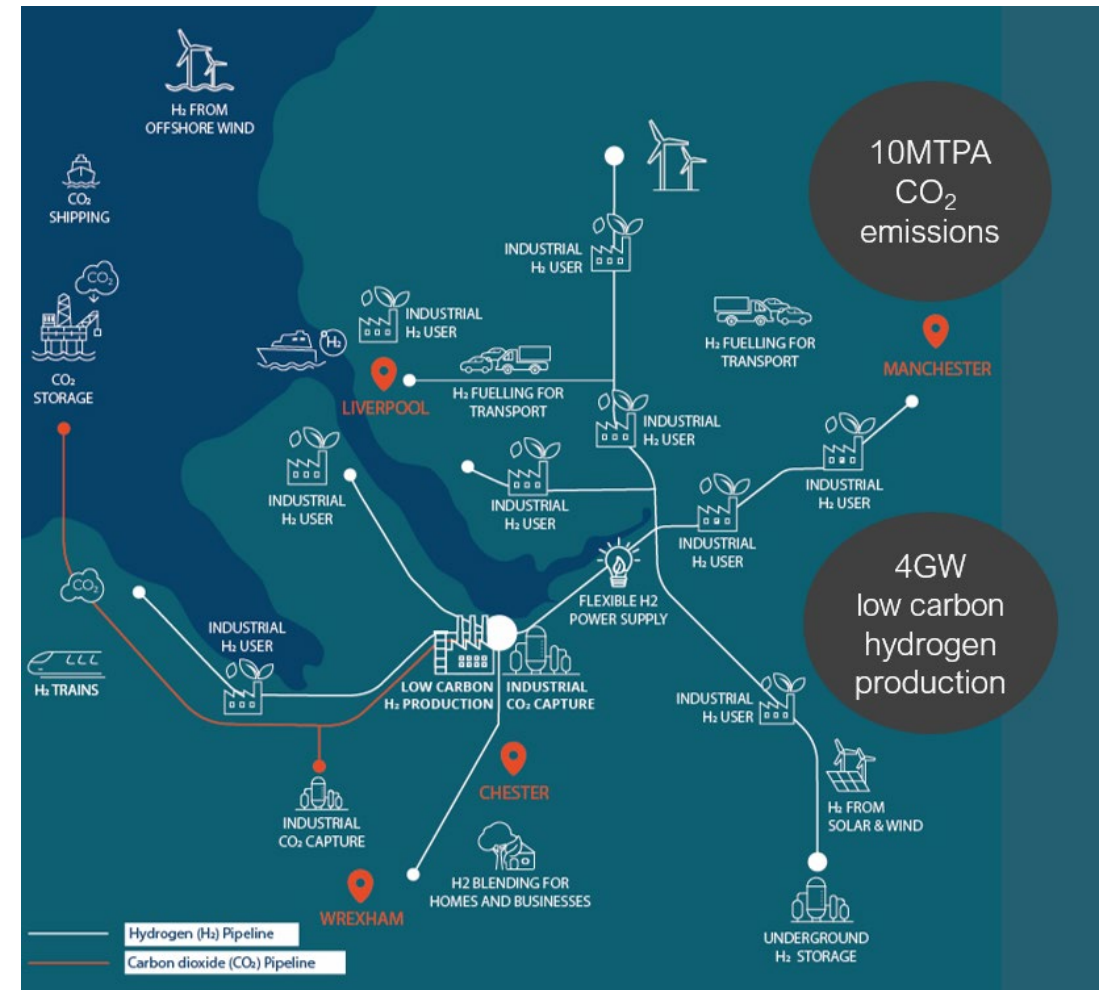 H₂ FROM
OFFSHORE WIND
CO₂
SHIPPING
CO₂
CO₂
STORAGE
10MTPA
CO₂
emissions
INDUSTRIAL
H₂ USER
INDUSTRIAL
H₂ USER
H₂
LIVERPOOL
H₂ FUELLING FOR
TRANSPORT
H₂ FUELLING FOR
TRANSPORT
MANCHESTER
INDUSTRIAL
H₂ USER
INDUSTRIAL
H₂ USER
INDUSTRIAL
H₂ USER
INDUSTRIAL
H₂ USER
INDUSTRIAL
H₂ USER
FLEXIBLE H2
POWER SUPPLY
4GW
low carbon
hydrogen
production
CO₂
H₂ TRAINS
INDUSTRIAL
H₂ USER
LOW CARBON
H₂ PRODUCTION
INDUSTRIAL
CO₂ CAPTURE
INDUSTRIAL
H₂ USER
CHESTER
H₂ FROM
SOLAR & WIND
INDUSTRIAL
CO₂ CAPTURE
WREXHAM
H2 BLENDING FOR
HOMES AND BUSINESSES
UNDERGROUND
H₂ STORAGE
Hydrogen (H₂) Pipeline
Carbon dioxide (CO₂) Pipeline